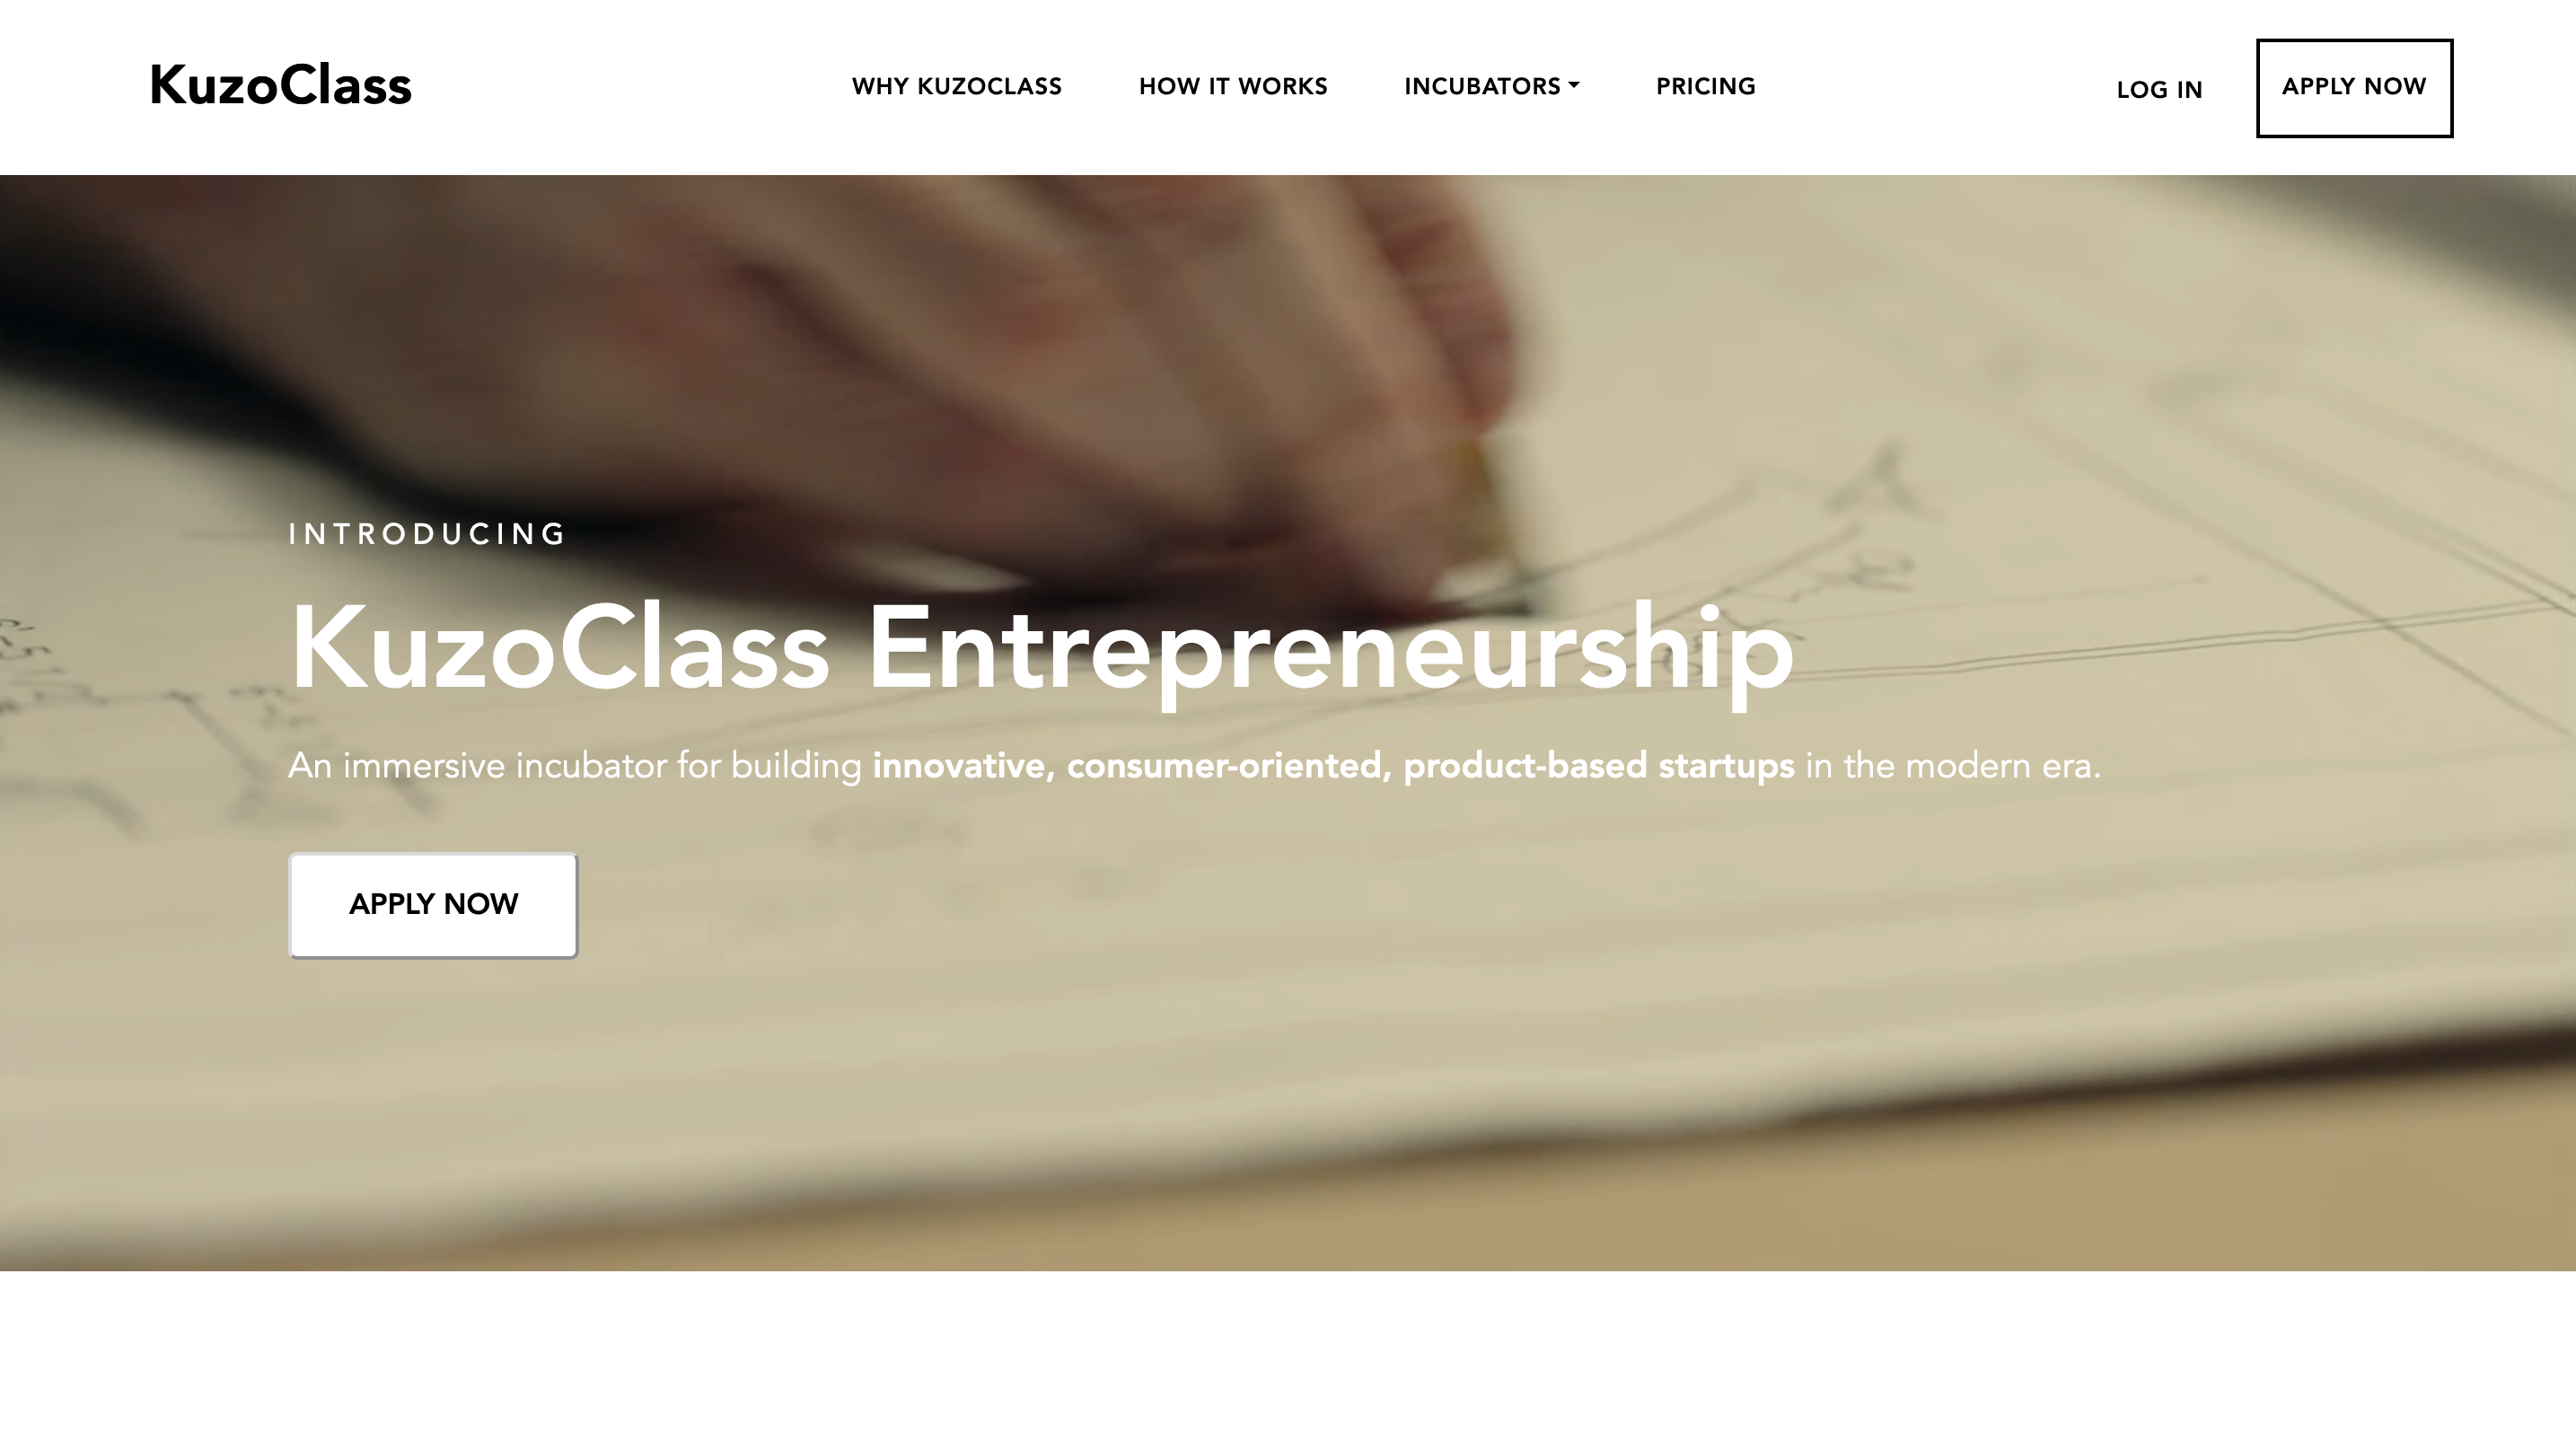 KuzoClass
WHY KUZOCLASS
HOW IT WORKS
INCUBATORS
PRICING
LOG IN
APPLY NOW
INTRODUCING
KuzoClass Entrepreneurship
An immersive incubator for building innovative, consumer-oriented, product-based startups in the modern era.
APPLY NOW